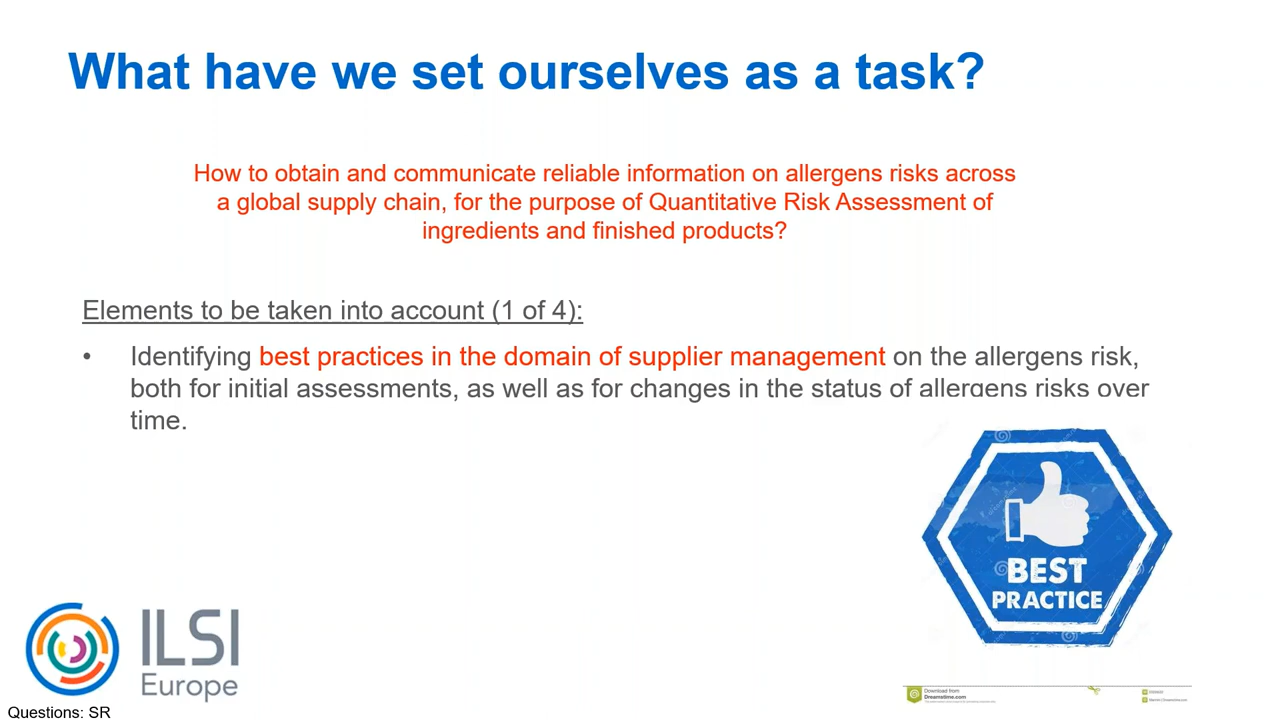 What have we set ourselves as a task?
How to obtain and communicate reliable information on allergens risks across
a global supply chain, for the purpose of Quantitative Risk Assessment of
ingredients and finished products?
Elements to be taken into account (1 of 4):
• Identifying best practices in the domain of supplier management on the allergens risk,
both for initial assessments, as well as for changes in the status of allergens risks over
time.
BEST
PRACTICE
ILSI
Europe
Questions: SR
Download from
Dreamstime.com